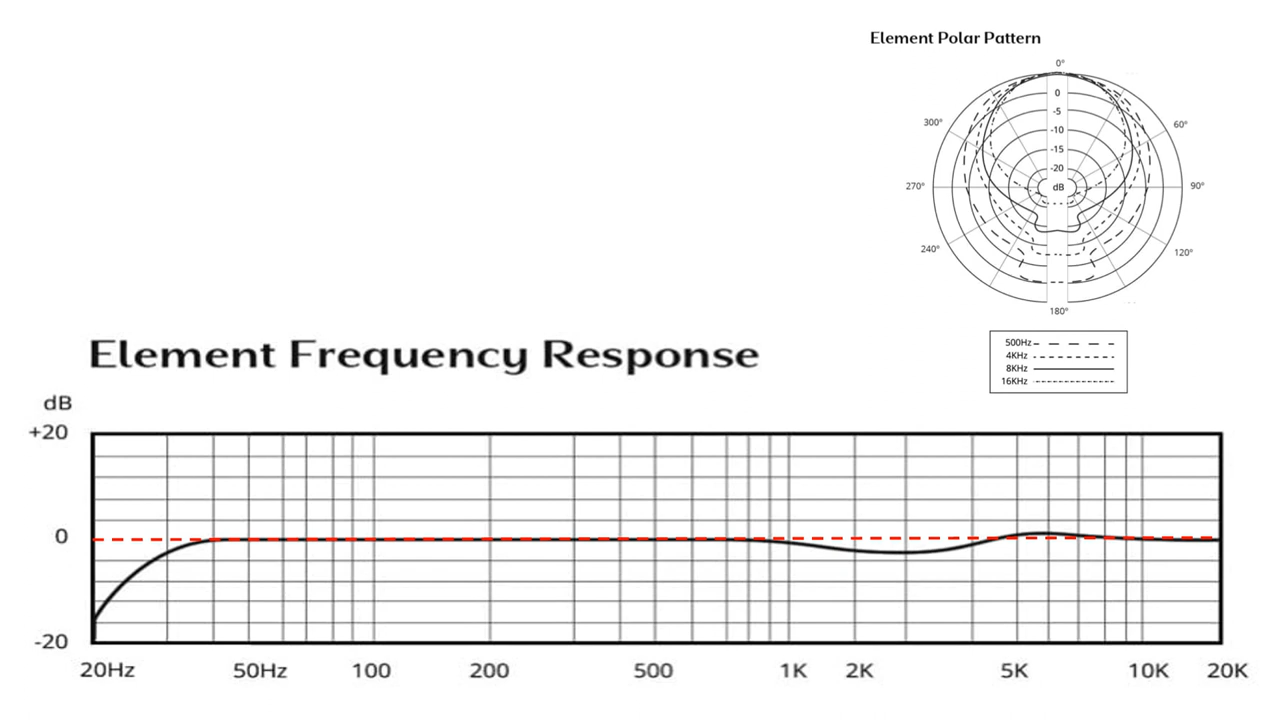 Element Polar Pattern
0°
300°
60°
0
-5
-10
-15
-20
dB
270°
90°
240°
120°
180°
500Hz
4KHz
8KHz
16KHz
Element Frequency Response
dB
+20
0
-20
20Hz 50Hz 100 200 500 1K 2K 5K 10K 20K